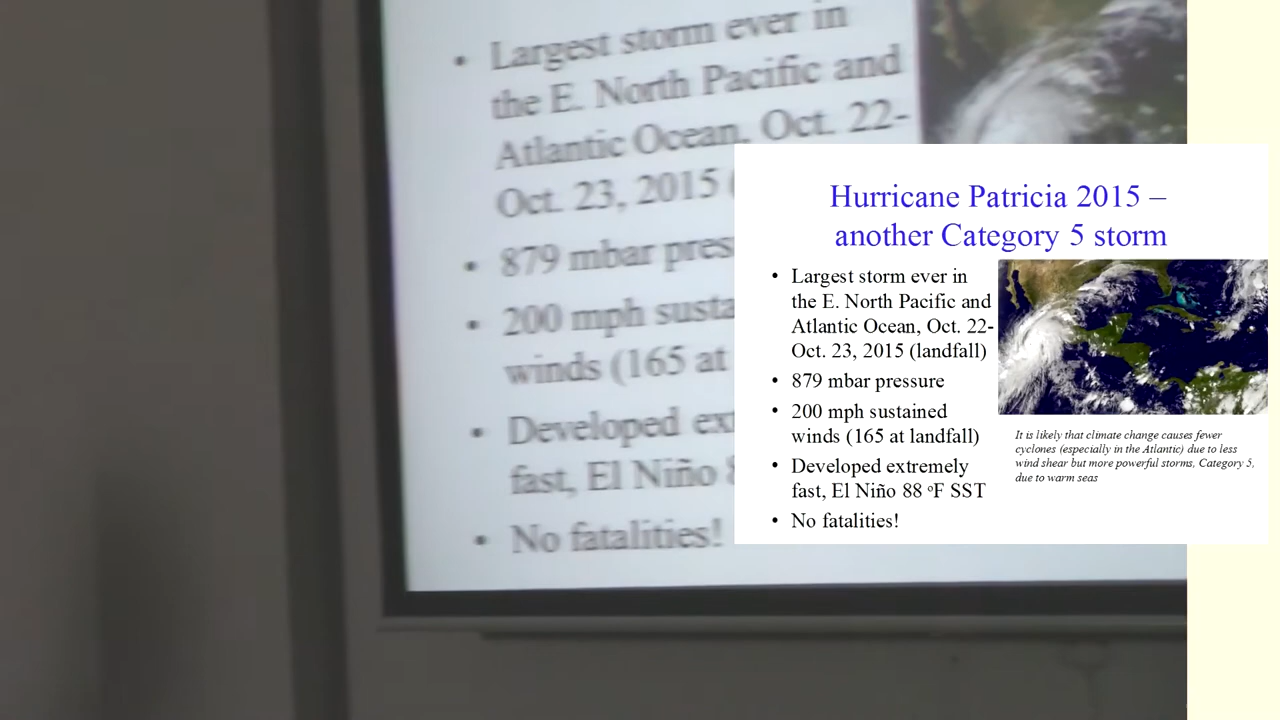 • Largest storm ever in
the E. North Pacific and
Atlantic Ocean, Oct. 22-
Oct. 23, 2015 (
• 879 mbar pres
• 200 mph susta
winds (165 at
Developed ex
fast, El Niño 8
• No fatalities!
Hurricane Patricia 2015 –
another Category 5 storm
• Largest storm ever in
the E. North Pacific and
Atlantic Ocean, Oct. 22-
Oct. 23, 2015 (landfall)
• 879 mbar pressure
• 200 mph sustained
winds (165 at landfall)
• Developed extremely
fast, El Niño 88 °F SST
• No fatalities!
It is likely that climate change causes fewer
cyclones (especially in the Atlantic) due to less
wind shear but more powerful storms, Category 5,
due to warm seas